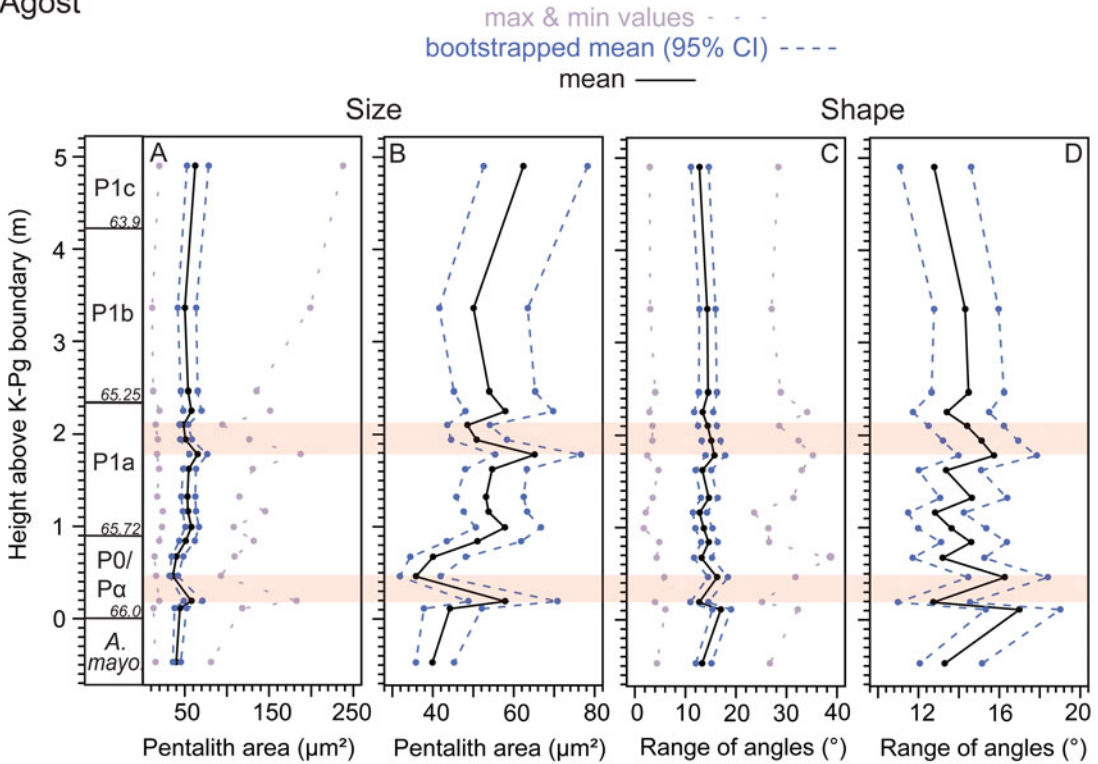 Agost
max & min values
bootstrapped mean (95% CI)
mean
Size
Shape
A
B
C
D
Height above K-Pg boundary (m)
5
4
3
2
1
0
P1c
63.9
P1b
65.25
P1a
65.72
P0/
Pα
66.0
A.
mayo.
50 150 250
40 60 80
0 10 20 30 40
12 16 20
Pentalith area (µm²)
Pentalith area (µm²)
Range of angles (°)
Range of angles (°)